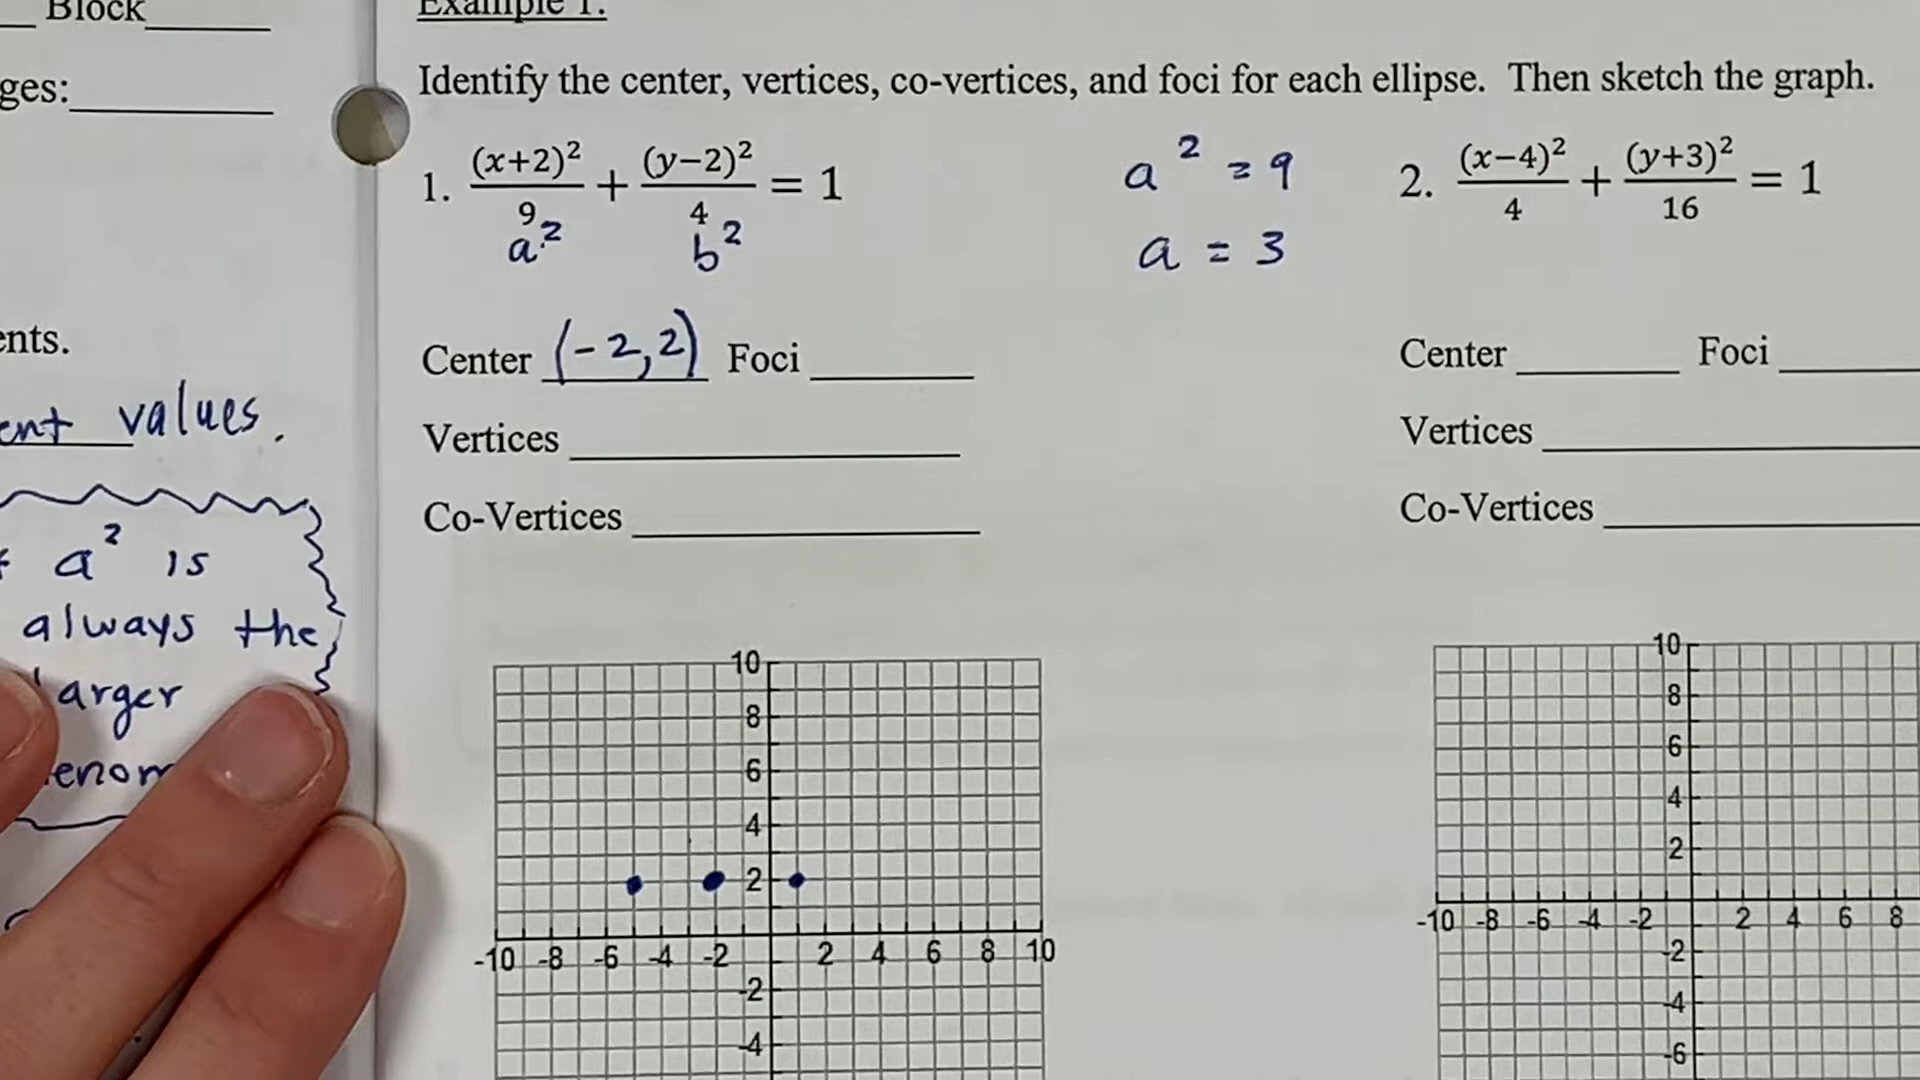 Block
ges:
ents.
values.
a² is
always the
larger
Example 1:
Identify the center, vertices, co-vertices, and foci for each ellipse. Then sketch the graph.
1. (x+2)²/9 + (y−2)²/4 = 1
a² b²
a² = 9
a = 3
Center (-2,2) Foci
Vertices
Co-Vertices
10
8
6
4
2
-10 -8 -6 -4 -2 2 4 6 8 10
-2
-4
2. (x−4)²/4 + (y+3)²/16 = 1
Center Foci
Vertices
Co-Vertices
10
8
6
4
2
-10 -8 -6 -4 -2 2 4 6 8
-2
-4
-6